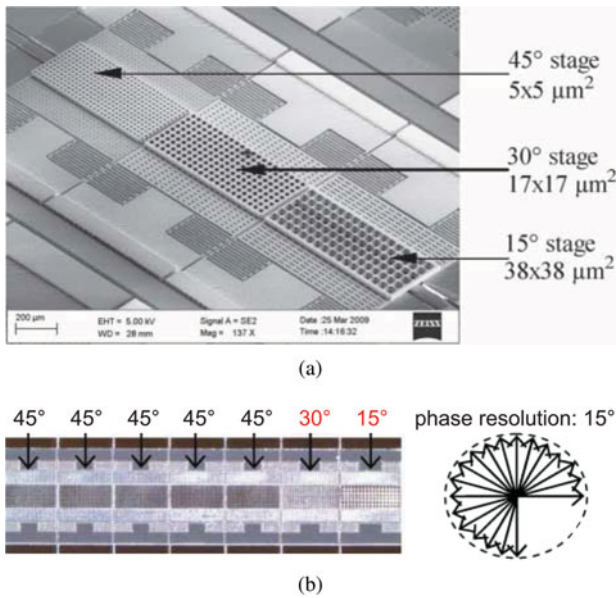 45° stage
5x5 μm²
30° stage
17x17 μm²
15° stage
38x38 μm²
200 μm
EHT = 5.00 kV
WD = 28 mm
Signal A = SE2
Mag = 137 X
Date :25 Mar 2009
Time :14:16:32
ZEISS
(a)
45° 45° 45° 45° 45° 30° 15° phase resolution: 15°
(b)